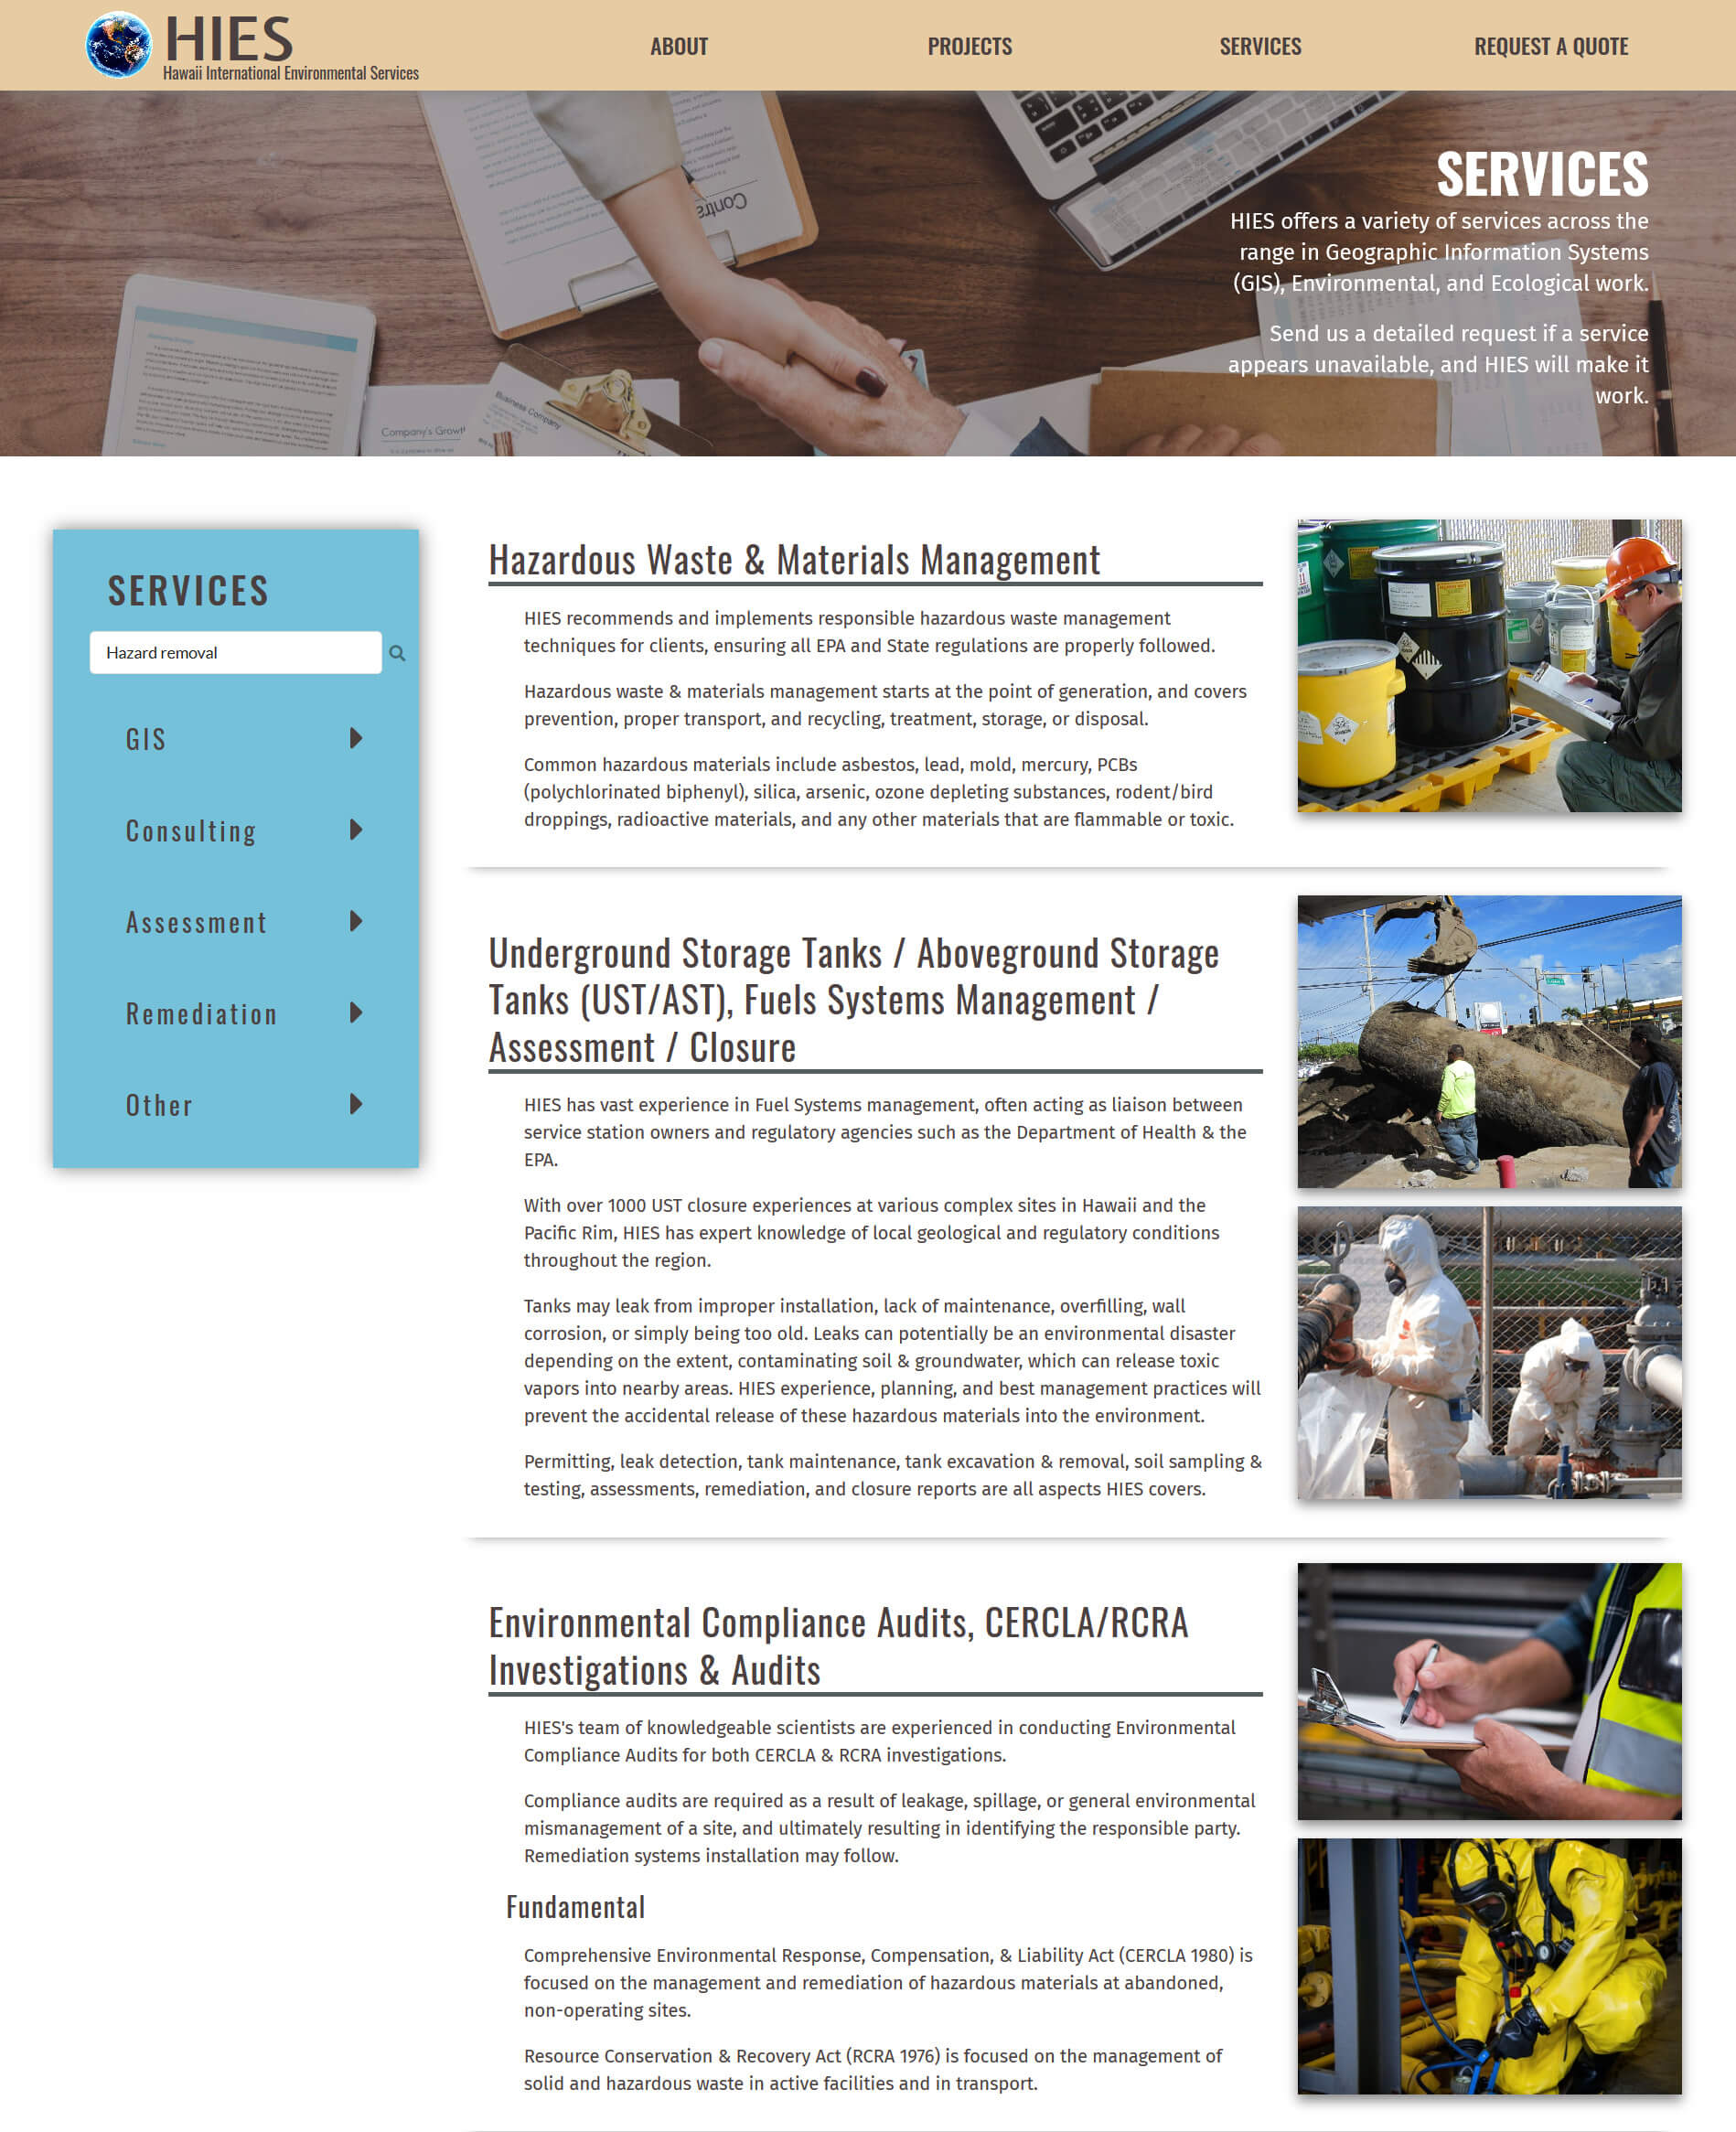 HIES
Hawaii International Environmental Services
ABOUT
PROJECTS
SERVICES
REQUEST A QUOTE
SERVICES
HIES offers a variety of services across the
range in Geographic Information Systems
(GIS), Environmental, and Ecological work.
Send us a detailed request if a service
appears unavailable, and HIES will make it
work.
Company's Growth
Business Company
SERVICES
Hazard removal
GIS
Consulting
Assessment
Remediation
Other
Hazardous Waste & Materials Management
HIES recommends and implements responsible hazardous waste management
techniques for clients, ensuring all EPA and State regulations are properly followed.
Hazardous waste & materials management starts at the point of generation, and covers
prevention, proper transport, and recycling, treatment, storage, or disposal.
Common hazardous materials include asbestos, lead, mold, mercury, PCBs
(polychlorinated biphenyl), silica, arsenic, ozone depleting substances, rodent/bird
droppings, radioactive materials, and any other materials that are flammable or toxic.
Underground Storage Tanks / Aboveground Storage
Tanks (UST/AST), Fuels Systems Management /
Assessment / Closure
HIES has vast experience in Fuel Systems management, often acting as liaison between
service station owners and regulatory agencies such as the Department of Health & the
EPA.
With over 1000 UST closure experiences at various complex sites in Hawaii and the
Pacific Rim, HIES has expert knowledge of local geological and regulatory conditions
throughout the region.
Tanks may leak from improper installation, lack of maintenance, overfilling, wall
corrosion, or simply being too old. Leaks can potentially be an environmental disaster
depending on the extent, contaminating soil & groundwater, which can release toxic
vapors into nearby areas. HIES experience, planning, and best management practices will
prevent the accidental release of these hazardous materials into the environment.
Permitting, leak detection, tank maintenance, tank excavation & removal, soil sampling &
testing, assessments, remediation, and closure reports are all aspects HIES covers.
Environmental Compliance Audits, CERCLA/RCRA
Investigations & Audits
HIES's team of knowledgeable scientists are experienced in conducting Environmental
Compliance Audits for both CERCLA & RCRA investigations.
Compliance audits are required as a result of leakage, spillage, or general environmental
mismanagement of a site, and ultimately resulting in identifying the responsible party.
Remediation systems installation may follow.
Fundamental
Comprehensive Environmental Response, Compensation, & Liability Act (CERCLA 1980) is
focused on the management and remediation of hazardous materials at abandoned,
non-operating sites.
Resource Conservation & Recovery Act (RCRA 1976) is focused on the management of
solid and hazardous waste in active facilities and in transport.